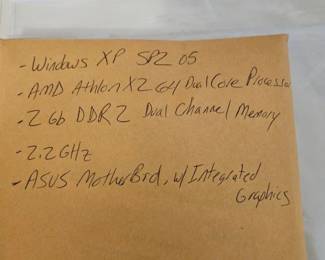 - Windows XP SP2 05
- AMD Athlon X2 64 Dual Core Processor
- 2 Gb DDR2 Dual Channel Memory
- 2.2 GHz
- ASUS MotherBrd, w/ Integrated
Graphics